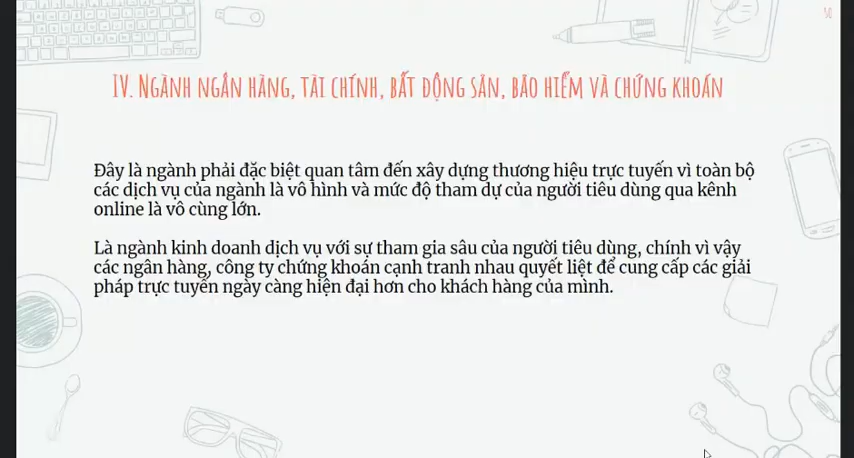 IV. Ngành ngân hàng, tài chính, bất động sản, bảo hiểm và chứng khoán
Đây là ngành phải đặc biệt quan tâm đến xây dựng thương hiệu trực tuyến vì toàn bộ
các dịch vụ của ngành là vô hình và mức độ tham dự của người tiêu dùng qua kênh
online là vô cùng lớn.
Là ngành kinh doanh dịch vụ với sự tham gia sâu của người tiêu dùng, chính vì vậy
các ngân hàng, công ty chứng khoán cạnh tranh nhau quyết liệt để cung cấp các giải
pháp trực tuyến ngày càng hiện đại hơn cho khách hàng của mình.